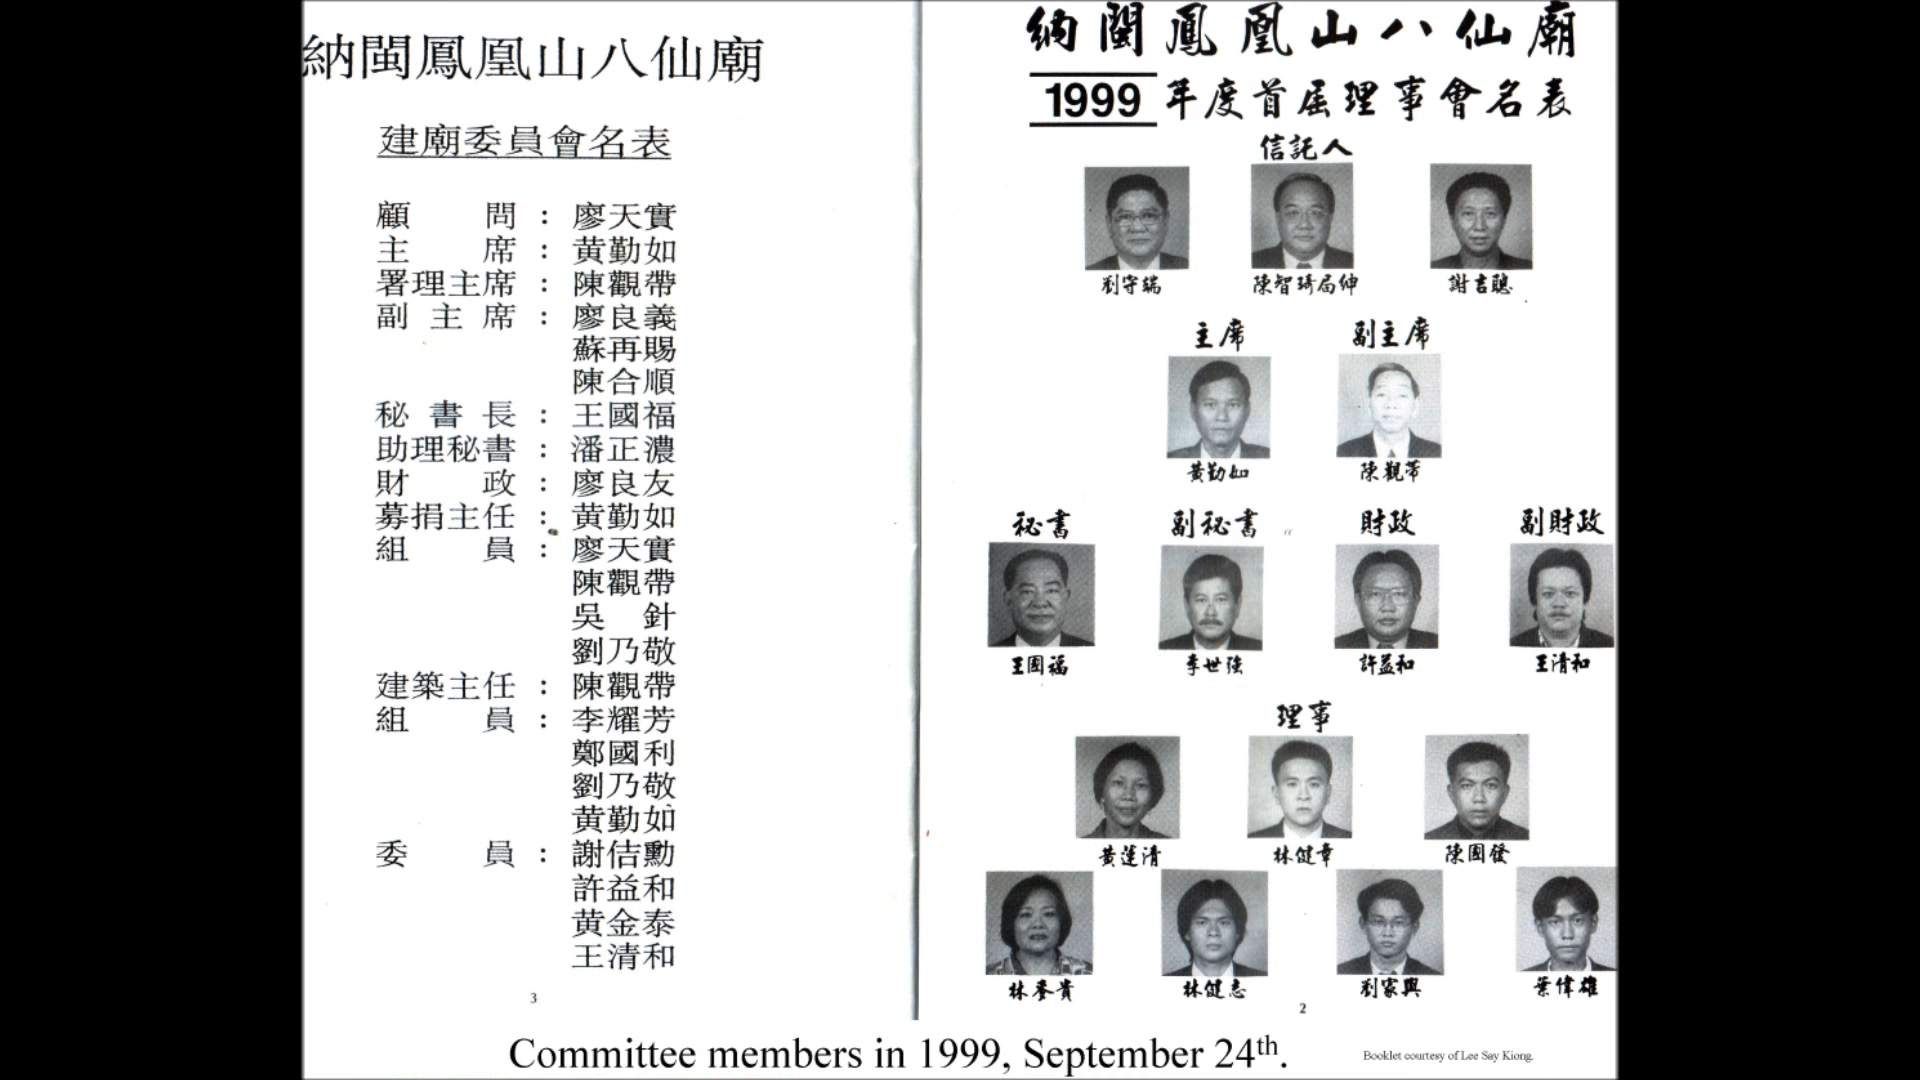 納閩鳳凰山八仙廟
建廟委員會名表
顧問：廖天實
主席：黃勤如
署理主席：陳觀帶
副主席：廖良義
蘇再賜
陳合順
秘書長：王國福
助理秘書：潘正濃
財政：廖良友
募捐主任：黃勤如
組員：廖天實
陳觀帶
吳針
劉乃敬
建築主任：陳觀帶
組員：李耀芳
鄭國利
劉乃敬
黃勤如
委員：謝佶勳
許益和
黃金泰
王清和
3
納閩鳳凰山八仙廟
1999年度首屆理事會名表
信託人
劉守瑞 陳智琦局紳 謝吉聰
主席 副主席
黃勤如 陳觀帶
秘書 副秘書 財政 副財政
王國福 李世強 許益和 王清和
理事
黃蓮清 林健章 陳國發
林麥貴 林健志 劉家興 葉偉雄
2
Committee members in 1999, September 24th.
Booklet courtesy of Lee Say Kiong.